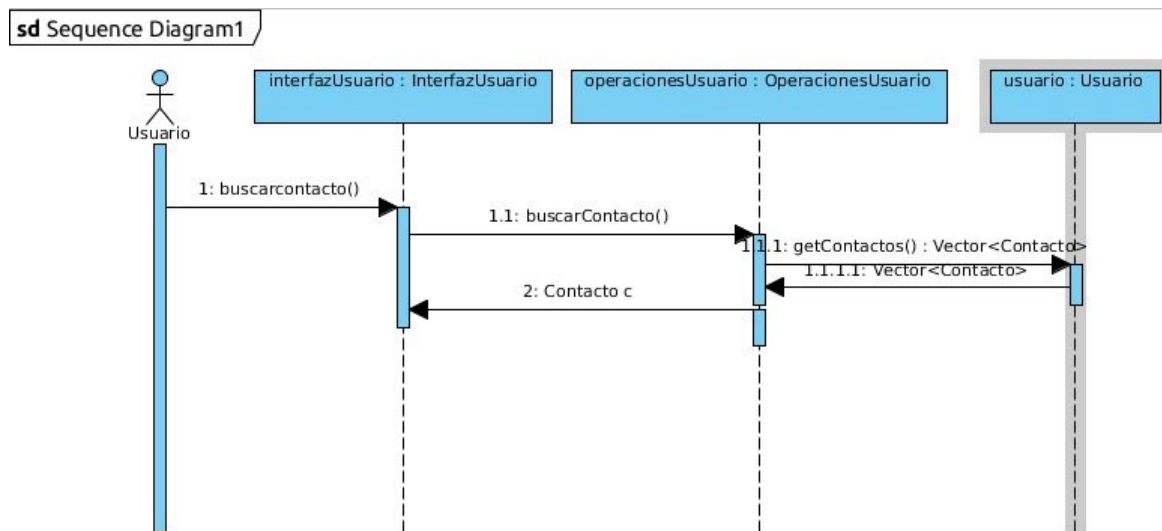 sd Sequence Diagram1
interfazUsuario : InterfazUsuario
operacionesUsuario : OperacionesUsuario
usuario : Usuario
Usuario
1: buscarcontacto()
1.1: buscarContacto()
1.1.1: getContactos() : Vector<Contacto>
1.1.1.1: Vector<Contacto>
2: Contacto c